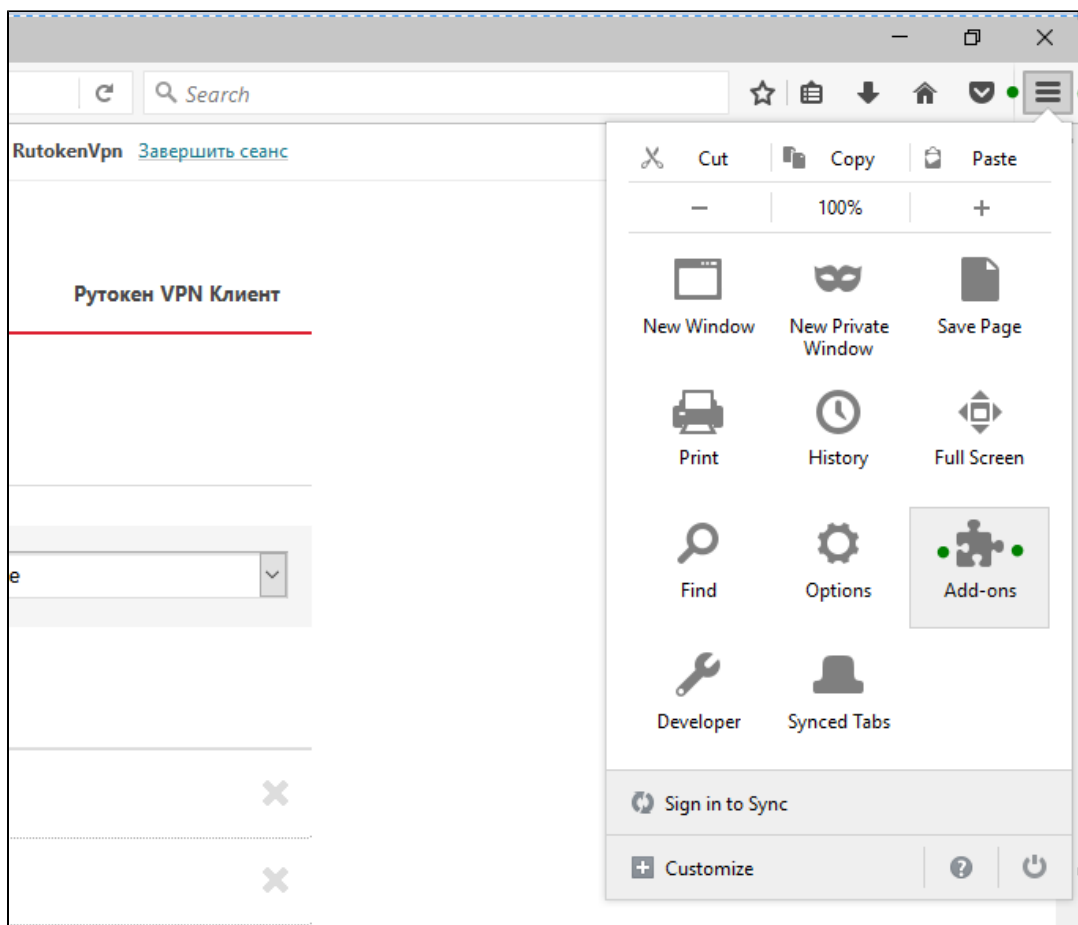 Search
RutokenVpn Завершить сеанс
Cut Copy Paste
100%
Рутокен VPN Клиент
New Window New Private Window Save Page
Print History Full Screen
e
Find Options Add-ons
Developer Synced Tabs
Sign in to Sync
Customize